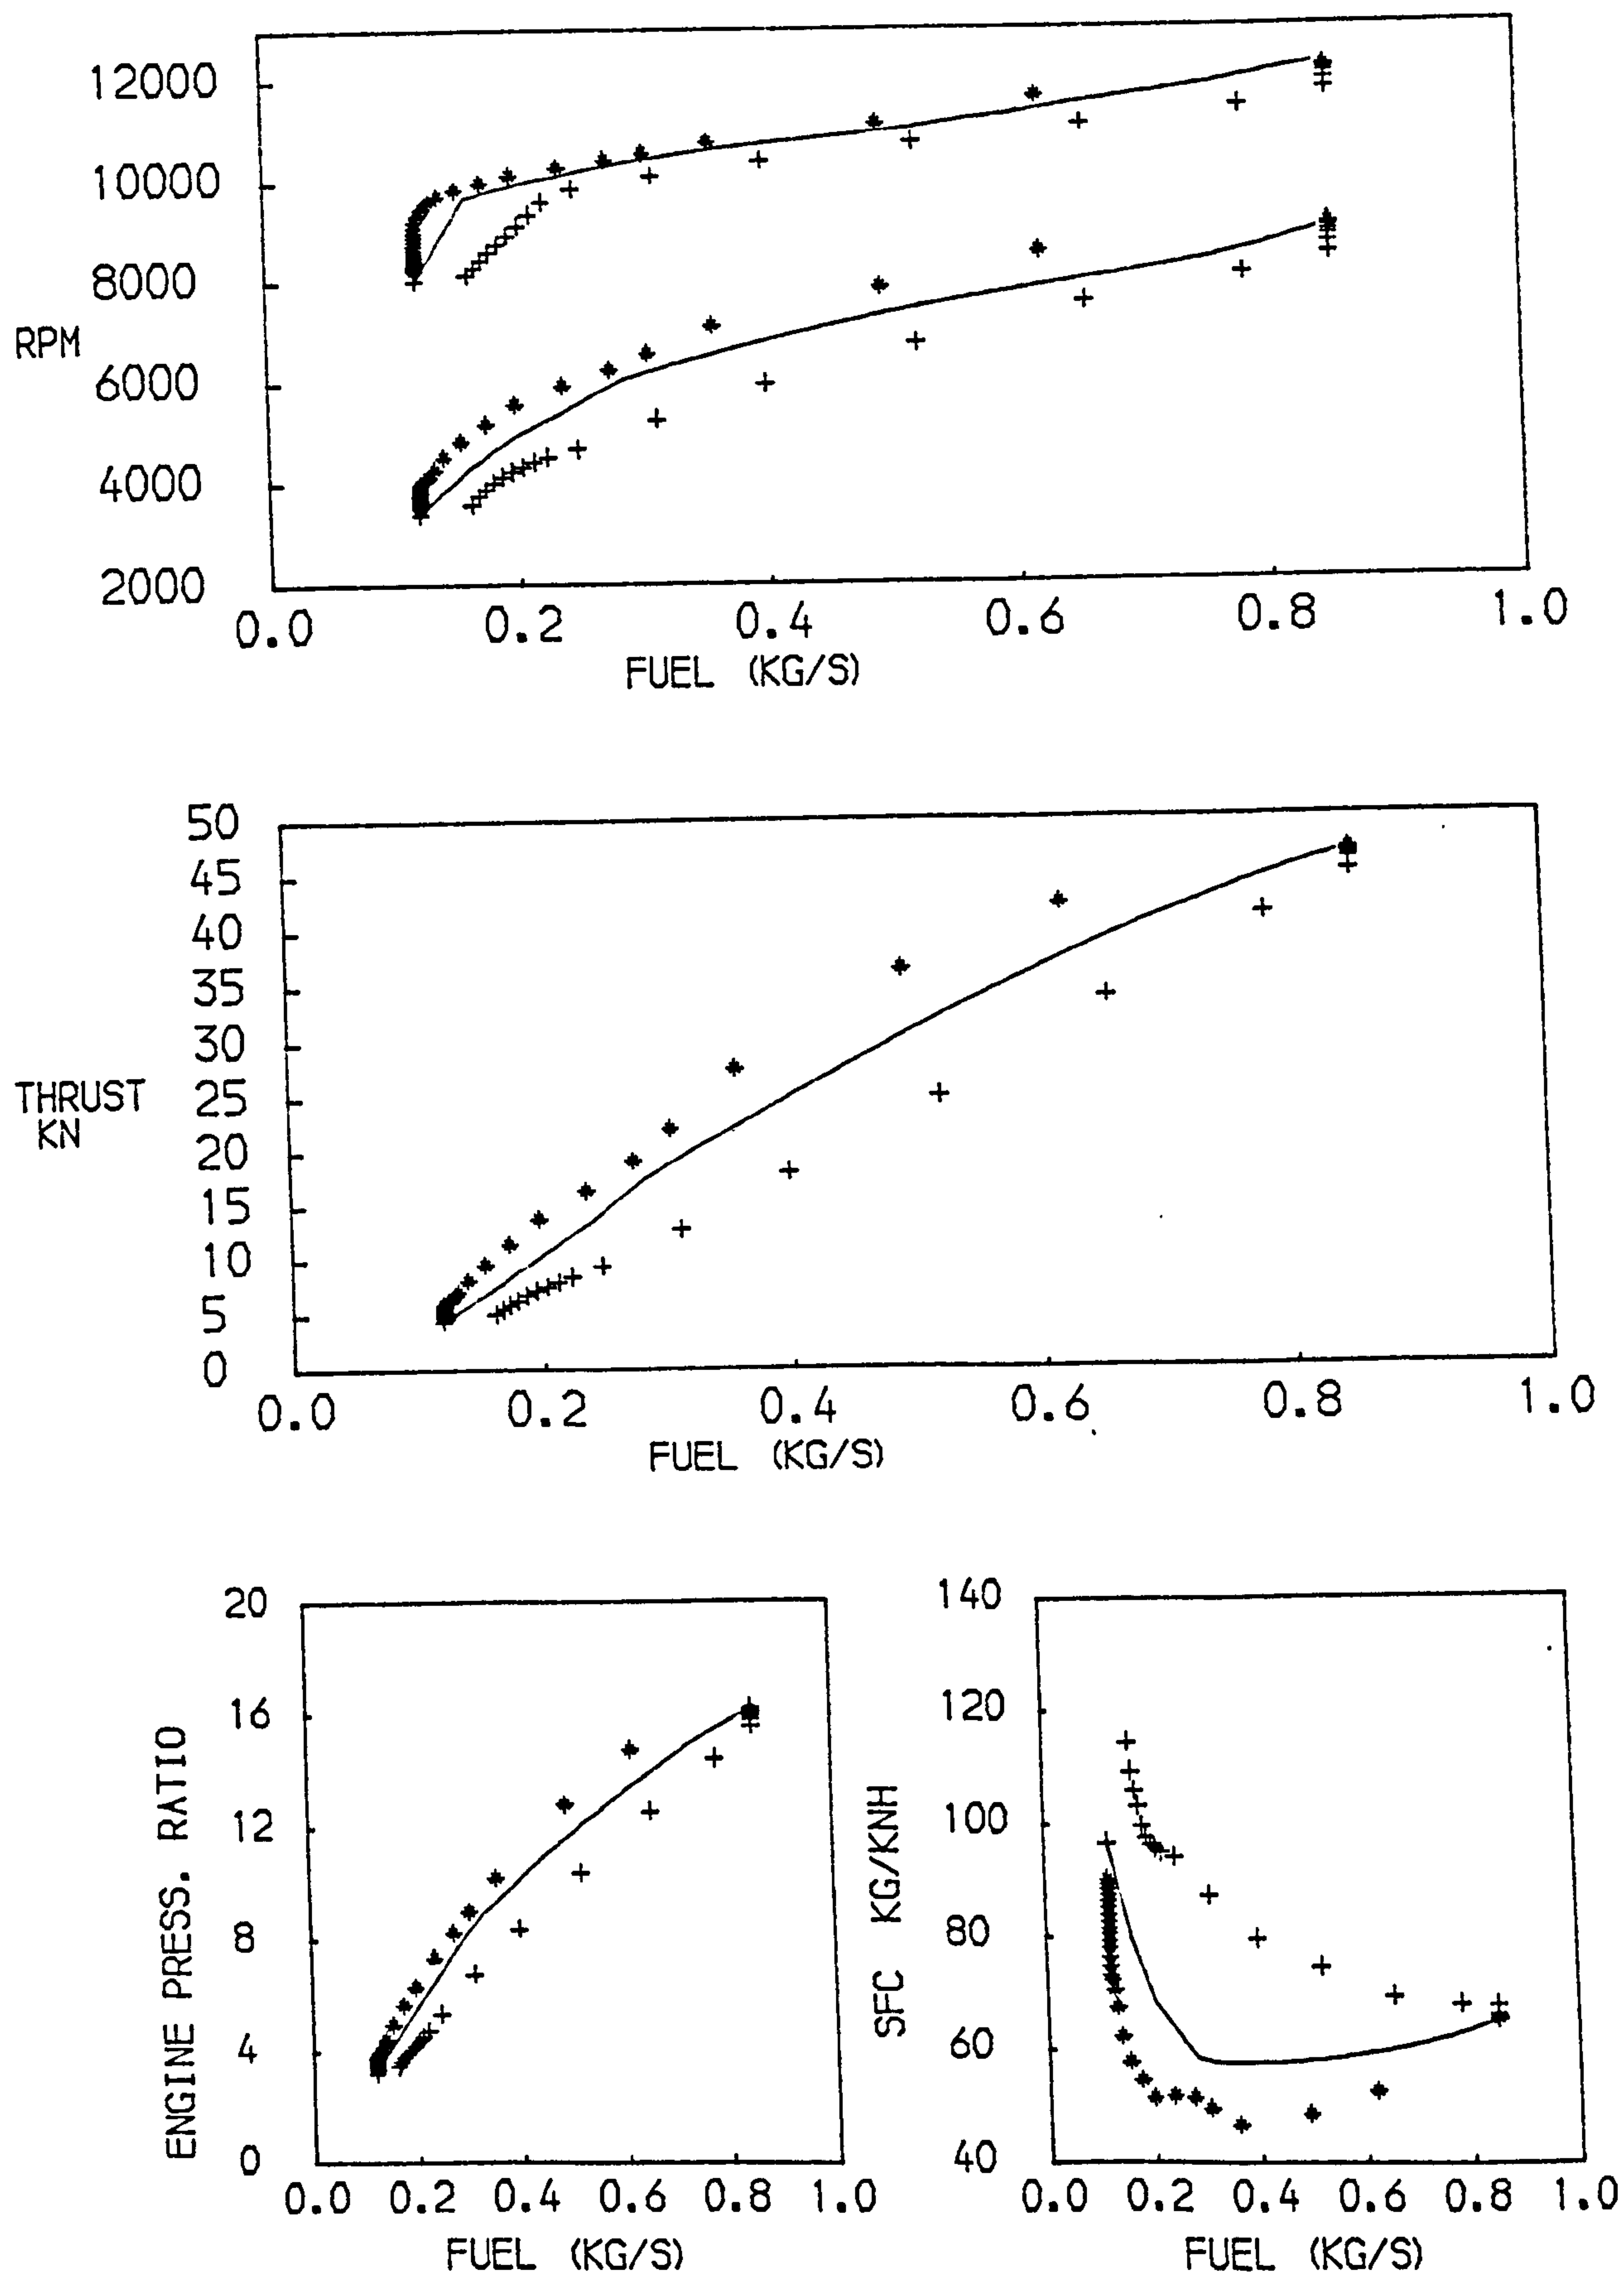 12000
10000
8000
RPM
6000
4000
2000
0.0 0.2 0.4 0.6 0.8 1.0
FUEL (KG/S)
50
45
40
35
30
THRUST
KN
25
20
15
10
5
0
0.0 0.2 0.4 0.6 0.8 1.0
FUEL (KG/S)
20
16
12
8
4
0
ENGINE PRESS. RATIO
0.0 0.2 0.4 0.6 0.8 1.0
FUEL (KG/S)
140
120
100
80
60
40
SFC KG/KNH
0.0 0.2 0.4 0.6 0.8 1.0
FUEL (KG/S)